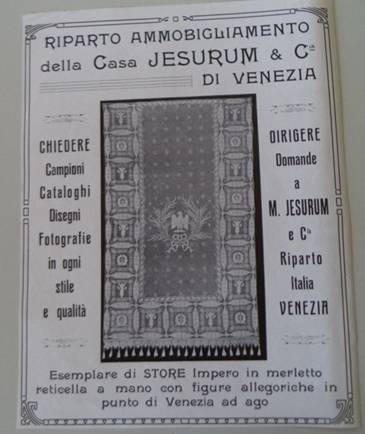 RIPARTO AMMOBIGLIAMENTO
della Casa JESURUM & Cia
DI VENEZIA
CHIEDERE
Campioni
Cataloghi
Disegni
Fotografie
in ogni
stile
e qualità
DIRIGERE
Domande
a
M. JESURUM
e Cia
Riparto
Italia
VENEZIA
Esemplare di STORE Impero in merletto
reticella a mano con figure allegoriche in
punto di Venezia ad ago